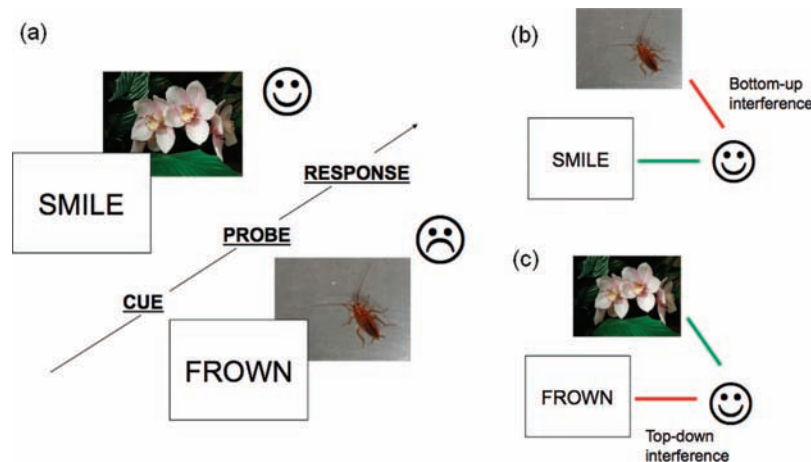 (a)
SMILE
RESPONSE
PROBE
CUE
FROWN
(b)
Bottom-up
interference
SMILE
(c)
FROWN
Top-down
interference